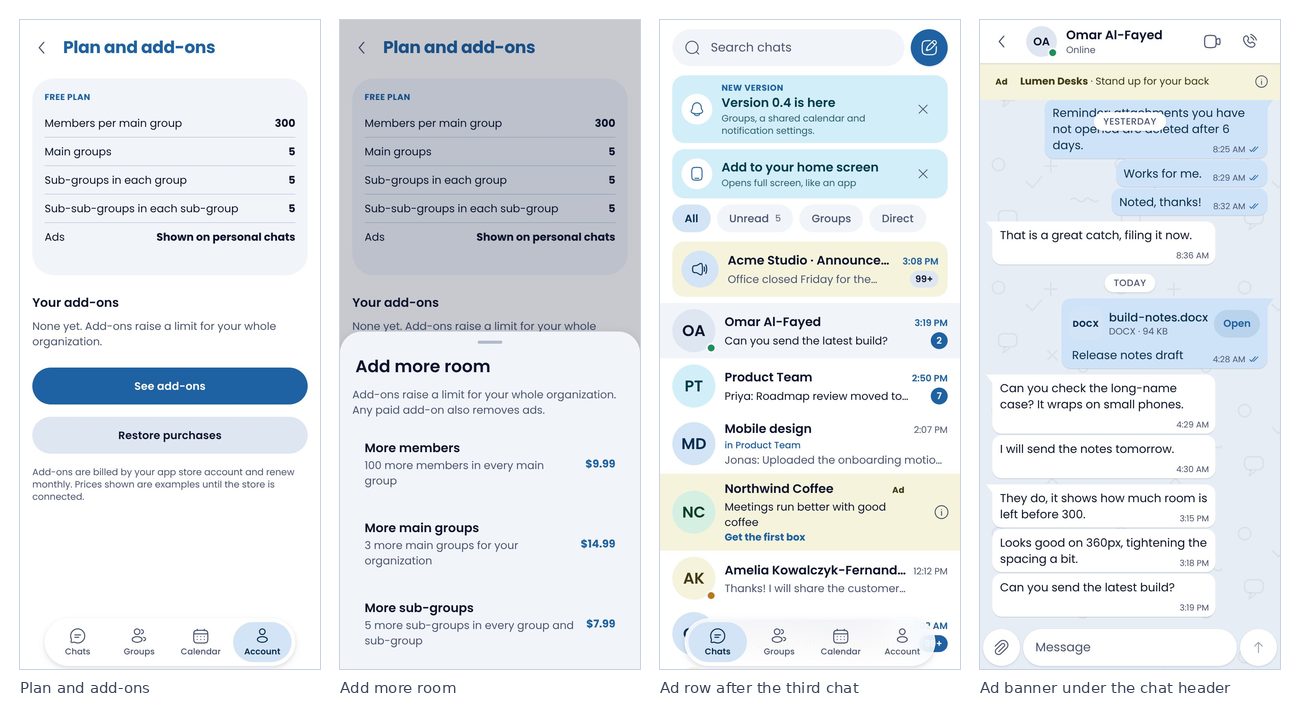 Plan and add-ons
FREE PLAN
Members per main group 300
Main groups 5
Sub-groups in each group 5
Sub-sub-groups in each sub-group 5
Ads Shown on personal chats
Your add-ons
None yet. Add-ons raise a limit for your whole
organization.
See add-ons
Restore purchases
Add-ons are billed by your app store account and renew
monthly. Prices shown are examples until the store is
connected.
Chats Groups Calendar Account
Plan and add-ons
Plan and add-ons
FREE PLAN
Members per main group 300
Main groups 5
Sub-groups in each group 5
Sub-sub-groups in each sub-group 5
Ads Shown on personal chats
Your add-ons
None yet. Add-ons raise a limit for your whole
Add more room
Add-ons raise a limit for your whole organization.
Any paid add-on also removes ads.
More members
100 more members in every main
group
$9.99
More main groups
3 more main groups for your
organization
$14.99
More sub-groups
5 more sub-groups in every group and
sub-group
$7.99
Add more room
Search chats
NEW VERSION
Version 0.4 is here
Groups, a shared calendar and
notification settings.
Add to your home screen
Opens full screen, like an app
All Unread 5 Groups Direct
Acme Studio · Announce... 3:08 PM
Office closed Friday for the... 99+
OA Omar Al-Fayed 3:19 PM
Can you send the latest build? 2
PT Product Team 2:50 PM
Priya: Roadmap review moved to... 7
MD Mobile design 2:07 PM
in Product Team
Jonas: Uploaded the onboarding motio...
NC Northwind Coffee Ad
Meetings run better with good
coffee
Get the first box
AK Amelia Kowalczyk-Fernand... 12:12 PM
Thanks! I will share the customer...
AM
Chats Groups Calendar Account
Ad row after the third chat
OA Omar Al-Fayed
Online
Ad Lumen Desks · Stand up for your back
Reminder: attachments you have
YESTERDAY
not opened are deleted after 6
days.
8:25 AM
Works for me. 8:29 AM
Noted, thanks! 8:32 AM
That is a great catch, filing it now.
8:36 AM
TODAY
DOCX build-notes.docx Open
DOCX · 94 KB
Release notes draft 4:28 AM
Can you check the long-name
case? It wraps on small phones.
4:29 AM
I will send the notes tomorrow.
4:30 AM
They do, it shows how much room is
left before 300.
3:15 PM
Looks good on 360px, tightening the
spacing a bit.
3:18 PM
Can you send the latest build?
3:19 PM
Message
Ad banner under the chat header